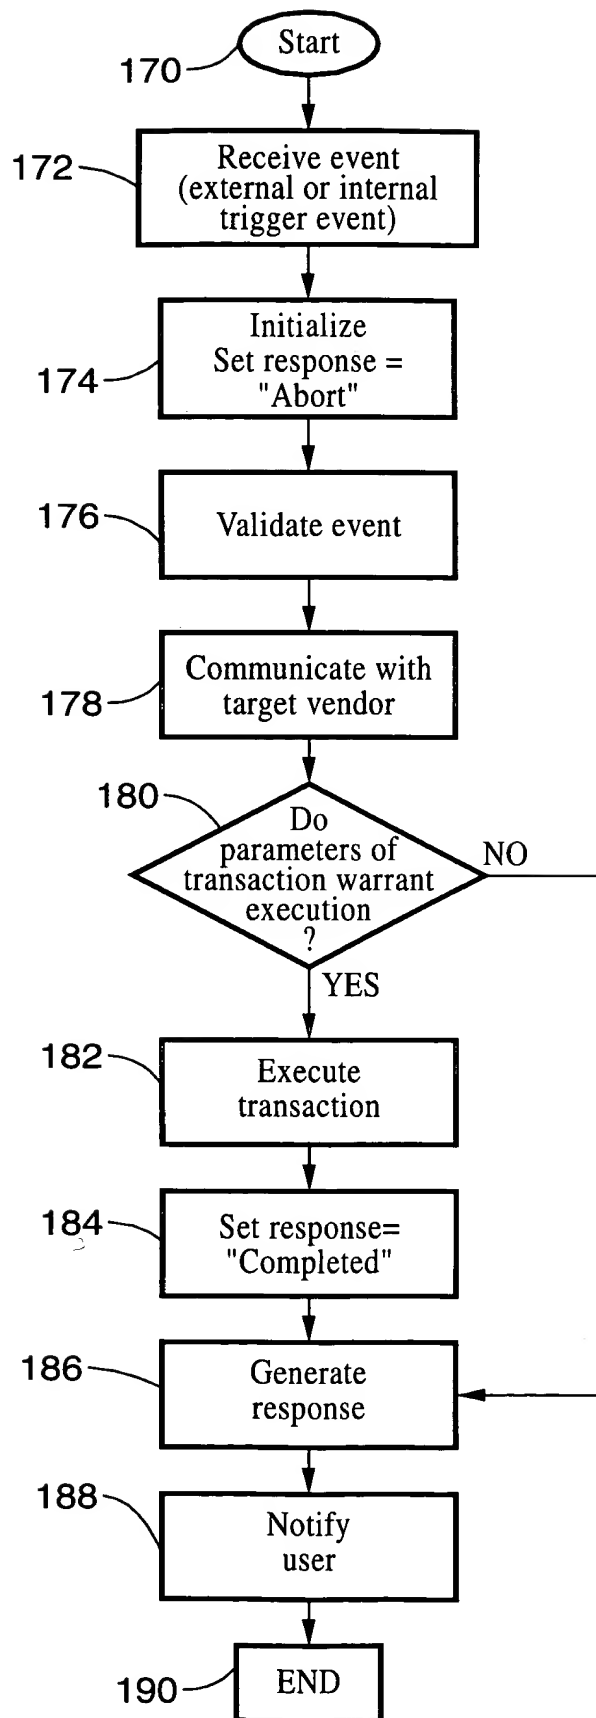 Start
170
172
Receive event
(external or internal
trigger event)
Initialize
Set response =
"Abort"
174
176
Validate event
Communicate with
target vendor
178
180
Do
parameters of
transaction warrant
execution
?
NO
YES
182
Execute
transaction
184
Set response=
"Completed"
186
Generate
response
188
Notify
user
190
END